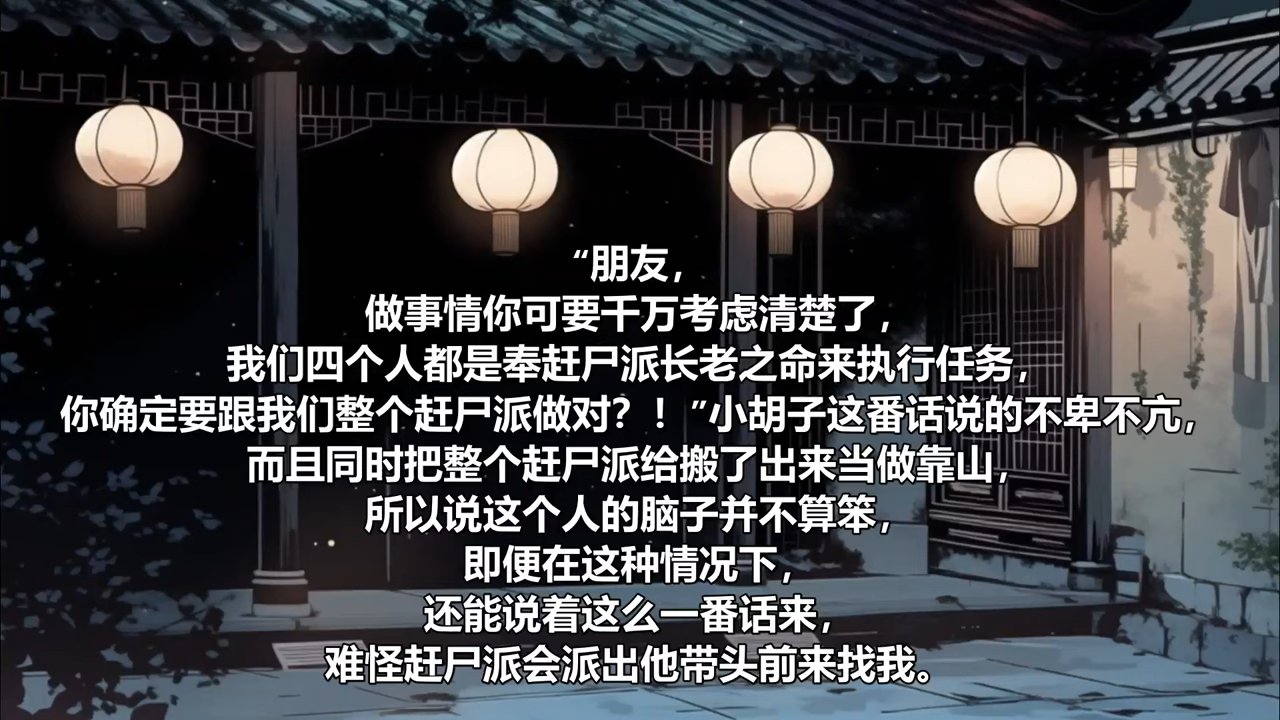 “朋友，
做事情你可要千万考虑清楚了，
我们四个人都是奉赶尸派长老之命来执行任务，
你确定要跟我们整个赶尸派做对？！”小胡子这番话说的不卑不亢，
而且同时把整个赶尸派给搬了出来当做靠山，
所以说这个人的脑子并不算笨，
即便在这种情况下，
还能说着这么一番话来，
难怪赶尸派会派出他带头前来找我。